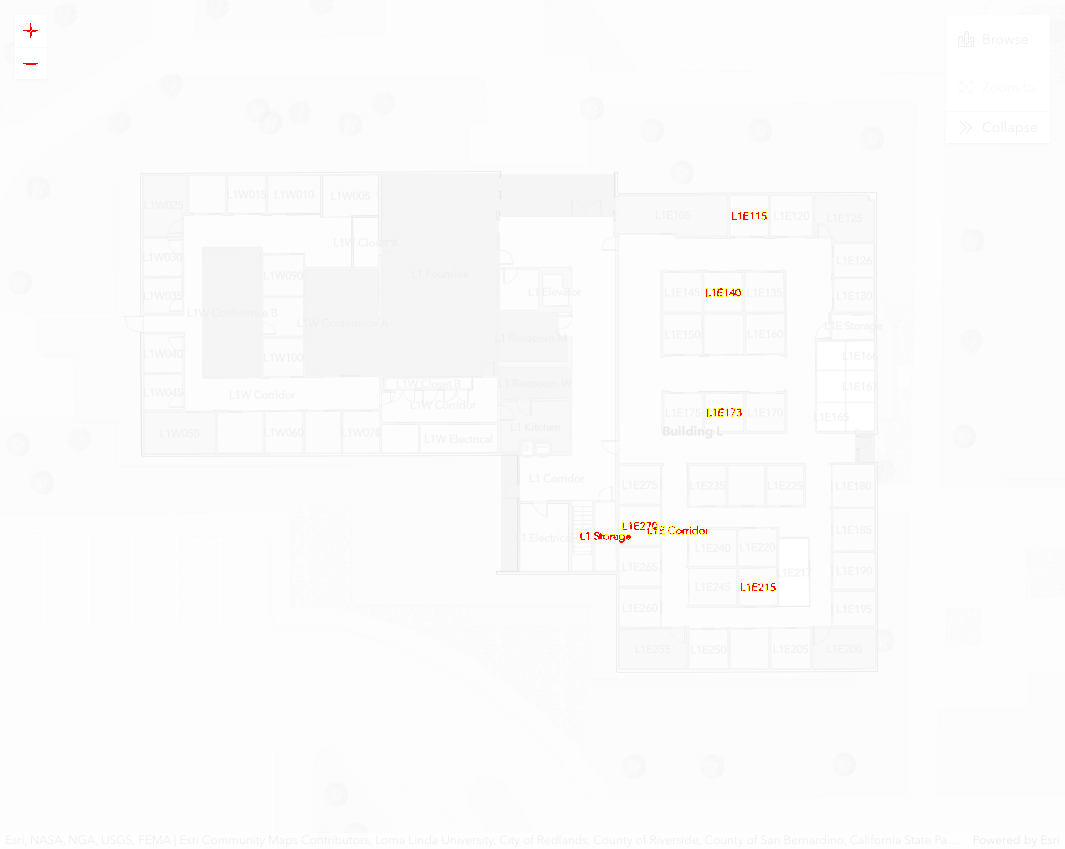 Browse
Zoom to
Collapse
L1W025
L1W015
L1W010
L1W005
L1E105
L1E115
L1E120
L1E125
L1W Closet A
L1W030
L1W090
L1E126
L1 Elevator
L1W035
L1E145
L1E140
L1E135
L1E130
L1W Conference B
L1W Conference A
L1E Storage
L1E150
L1E160
L1W040
L1W100
L1W045
L1W Closet B
L1W Corridor
L1W Corridor
L1E175
L1E173
L1E170
L1E165
Building L
L1W050
L1W060
L1W070
L1W Electrical
L1 Kitchen
L1 Corridor
L1E275
L1E235
L1E225
L1E180
L1E270
L1E Corridor
L1E185
L1 Storage
L1 Electrical
L1E240
L1E220
L1E265
L1E217
L1E190
L1E245
L1E215
L1E260
L1E195
L1E255
L1E250
L1E205
L1E200
Esri, NASA, NGA, USGS, FEMA | Esri Community Maps Contributors, Loma Linda University, City of Redlands, County of Riverside, County of San Bernardino, California State Pa...
Powered by Esri